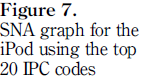 Figure 7.
SNA graph for the
iPod using the top
20 IPC codes